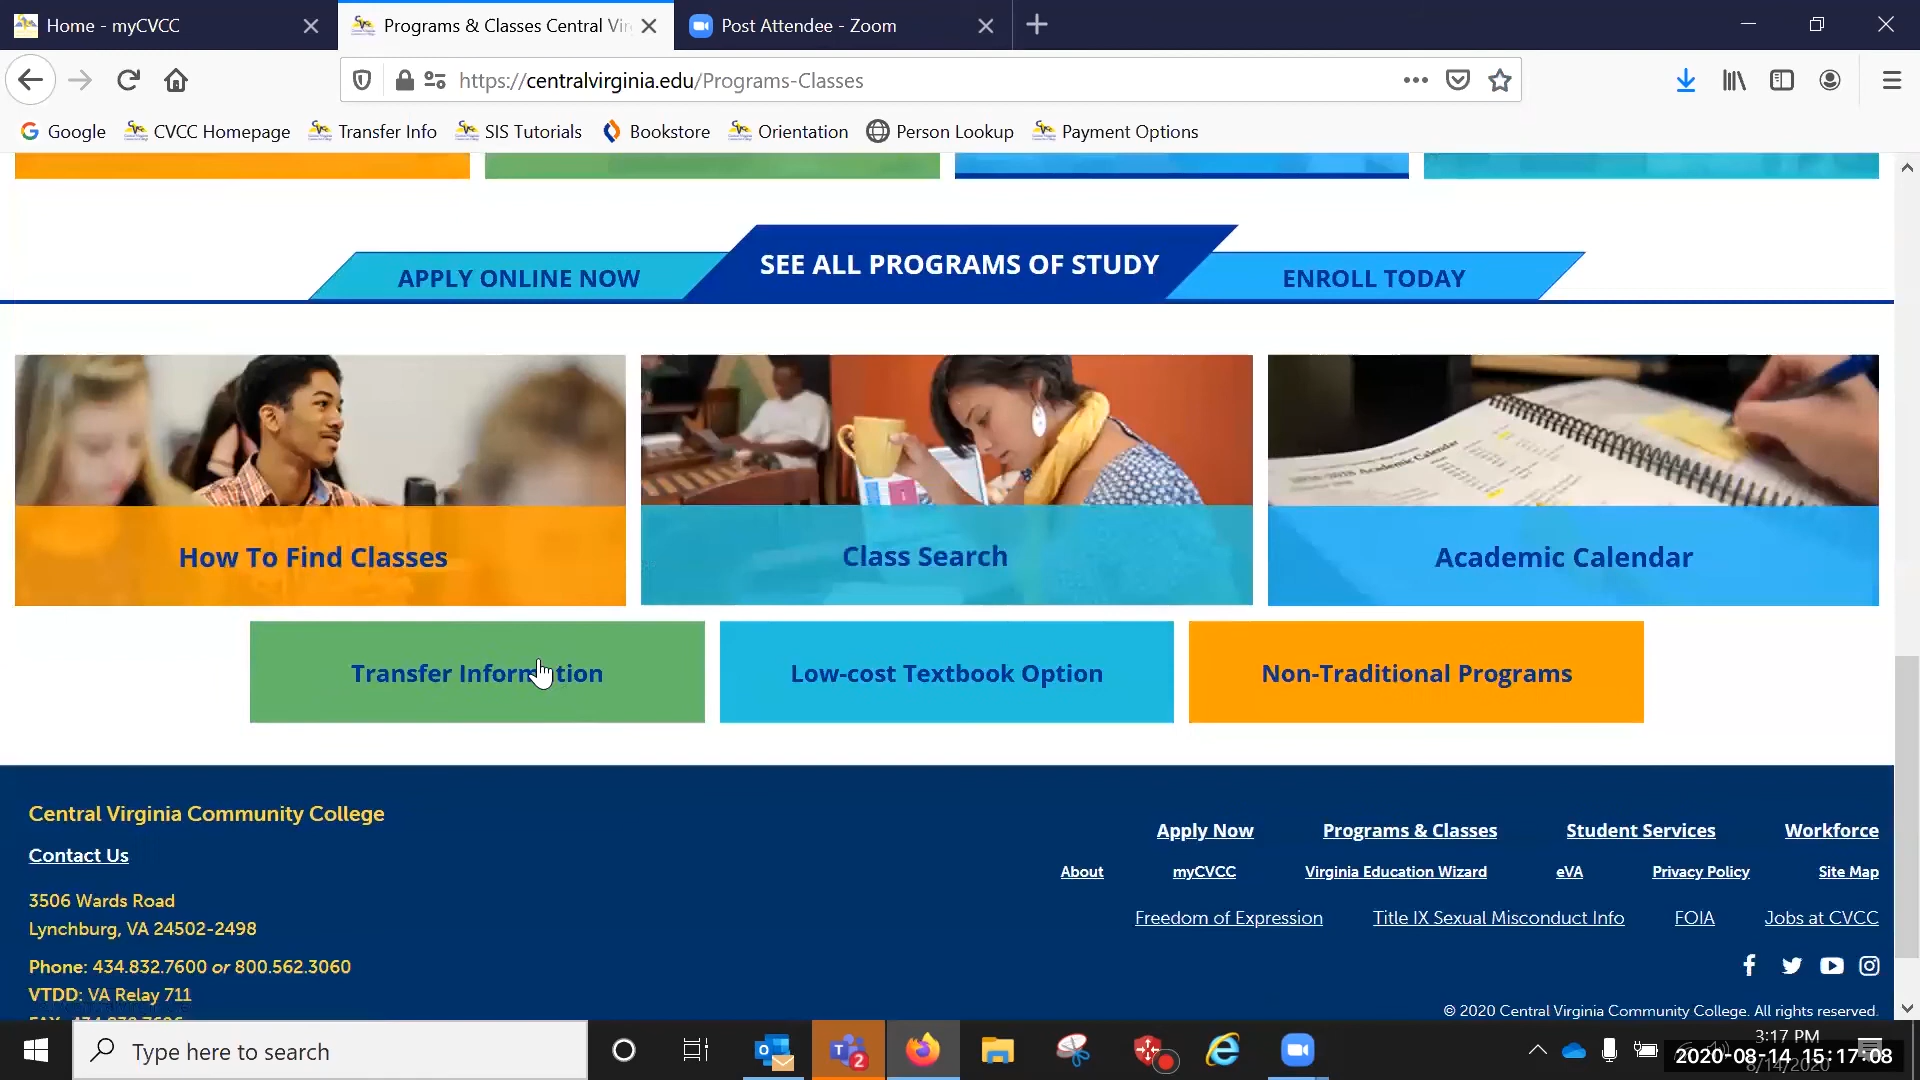 Home - myCVCC
Programs & Classes Central Vir
Post Attendee - Zoom
https://centralvirginia.edu/Programs-Classes
Google
CVCC Homepage
Transfer Info
SIS Tutorials
Bookstore
Orientation
Person Lookup
Payment Options
APPLY ONLINE NOW
SEE ALL PROGRAMS OF STUDY
ENROLL TODAY
Academic Calendar
How To Find Classes
Class Search
Academic Calendar
Transfer Information
Low-cost Textbook Option
Non-Traditional Programs
Central Virginia Community College
Contact Us
3506 Wards Road
Lynchburg, VA 24502-2498
Phone: 434.832.7600 or 800.562.3060
VTDD: VA Relay 711
Apply Now
Programs & Classes
Student Services
Workforce
About
myCVCC
Virginia Education Wizard
eVA
Privacy Policy
Site Map
Freedom of Expression
Title IX Sexual Misconduct Info
FOIA
Jobs at CVCC
© 2020 Central Virginia Community College. All rights reserved.
Type here to search
2
3:17 PM
2020-08-14 15:17:08
8/14/2020